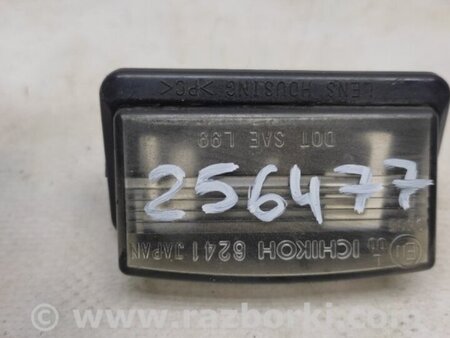 LENS HOUSING >PC<
DOT SAE L99
256477
ICHIKOH 6241 JAPAN
www.razborki.com